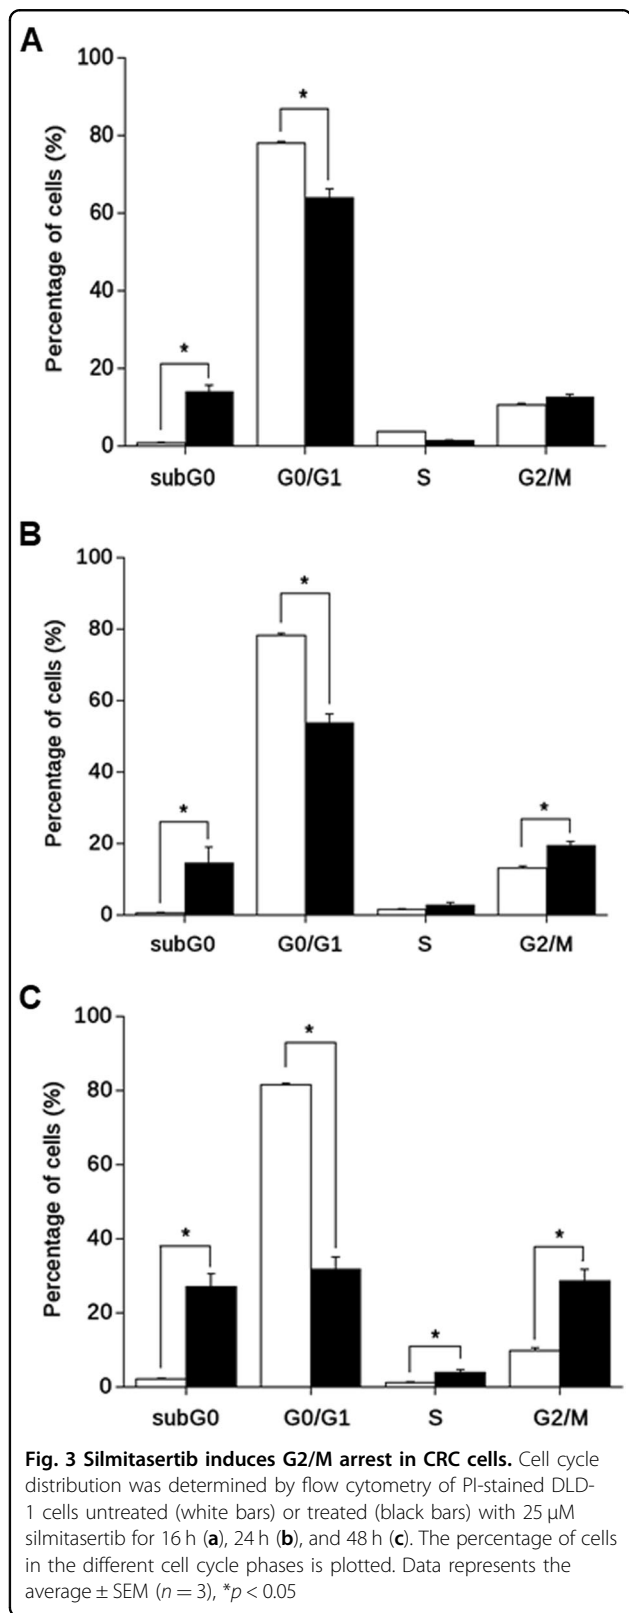 A
100
80
60
40
20
0
Percentage of cells (%)
*
*
subG0 G0/G1 S G2/M
B
100
80
60
40
20
0
Percentage of cells (%)
*
*
*
subG0 G0/G1 S G2/M
C
100
80
60
40
20
0
Percentage of cells (%)
*
*
*
*
subG0 G0/G1 S G2/M
Fig. 3 Silmitasertib induces G2/M arrest in CRC cells. Cell cycle
distribution was determined by flow cytometry of PI-stained DLD-
1 cells untreated (white bars) or treated (black bars) with 25 µM
silmitasertib for 16 h (a), 24 h (b), and 48 h (c). The percentage of cells
in the different cell cycle phases is plotted. Data represents the
average ± SEM (n = 3), *p < 0.05